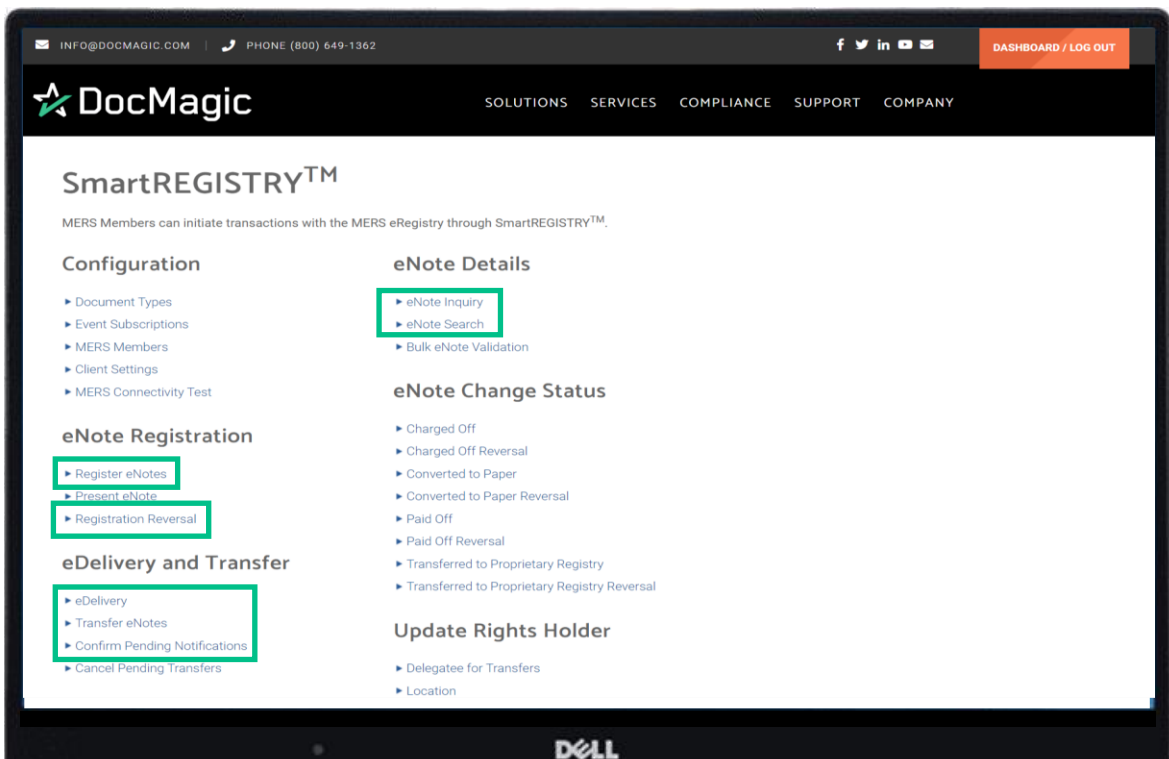 INFO@DOCMAGIC.COM | PHONE (800) 649-1362
DASHBOARD / LOG OUT
DocMagic
SOLUTIONS SERVICES COMPLIANCE SUPPORT COMPANY
SmartREGISTRY™
MERS Members can initiate transactions with the MERS eRegistry through SmartREGISTRY™.
Configuration
Document Types
Event Subscriptions
MERS Members
Client Settings
MERS Connectivity Test
eNote Registration
Register eNotes
Present eNote
Registration Reversal
eDelivery and Transfer
eDelivery
Transfer eNotes
Confirm Pending Notifications
Cancel Pending Transfers
eNote Details
eNote Inquiry
eNote Search
Bulk eNote Validation
eNote Change Status
Charged Off
Charged Off Reversal
Converted to Paper
Converted to Paper Reversal
Paid Off
Paid Off Reversal
Transferred to Proprietary Registry
Transferred to Proprietary Registry Reversal
Update Rights Holder
Delegatee for Transfers
Location
DELL